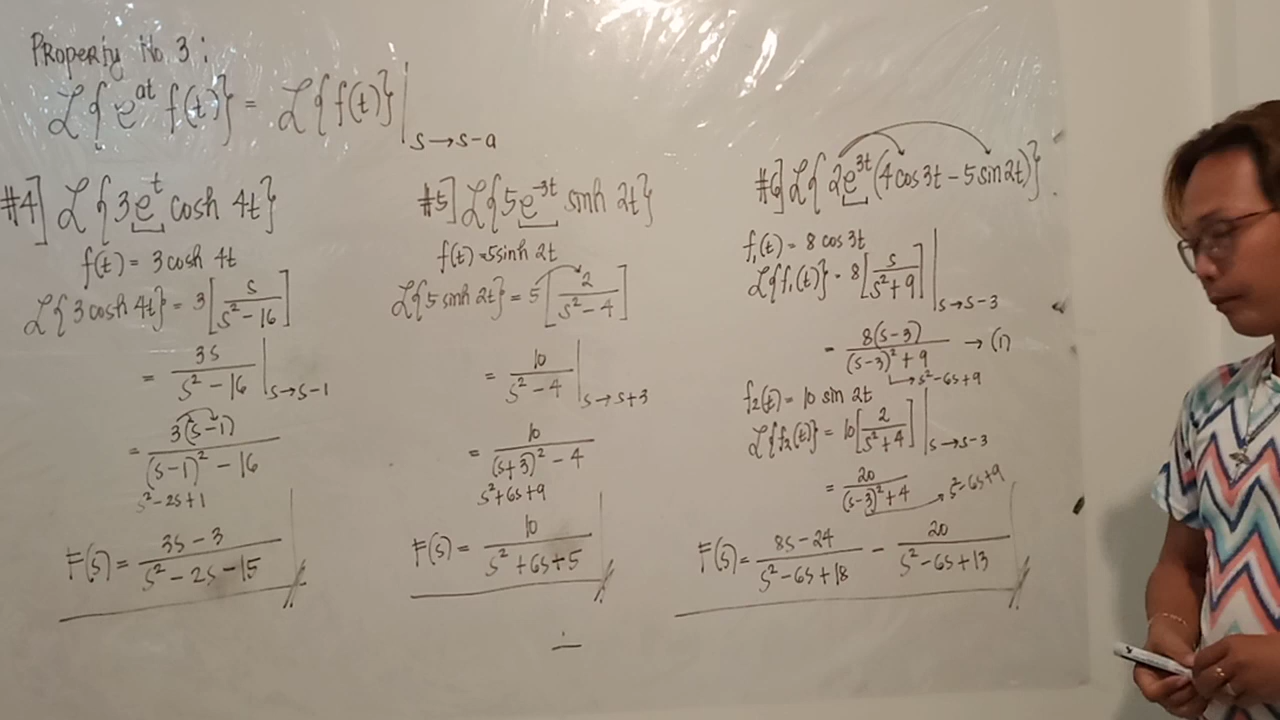 Property No. 3 :
ℒ{e^{at} f(t)} = ℒ{f(t)}|_{s→s-a}
#4] ℒ{3e^t cosh 4t}
f(t) = 3 cosh 4t
ℒ{3 cosh 4t} = 3[s/(s²-16)]
= 3s/(s²-16)|_{s→s-1}
= 3(s-1)/((s-1)²-16)
s²-2s+1
F(s) = (3s-3)/(s²-2s-15)
#5] ℒ{5e^{-3t} sinh 2t}
f(t) = 5 sinh 2t
ℒ{5 sinh 2t} = 5[2/(s²-4)]
= 10/(s²-4)|_{s→s+3}
= 10/((s+3)²-4)
s²+6s+9
F(s) = 10/(s²+6s+5)
#6] ℒ{2e^{3t}(4 cos 3t - 5 sin 2t)}
f₁(t) = 8 cos 3t
ℒ{f₁(t)} = 8[s/(s²+9)]|_{s→s-3}
= 8(s-3)/((s-3)²+9) → (1)
s²-6s+9
f₂(t) = 10 sin 2t
ℒ{f₂(t)} = 10[2/(s²+4)]|_{s→s-3}
= 20/((s-3)²+4) → s²-6s+9
F(s) = (8s-24)/(s²-6s+18) - 20/(s²-6s+13)